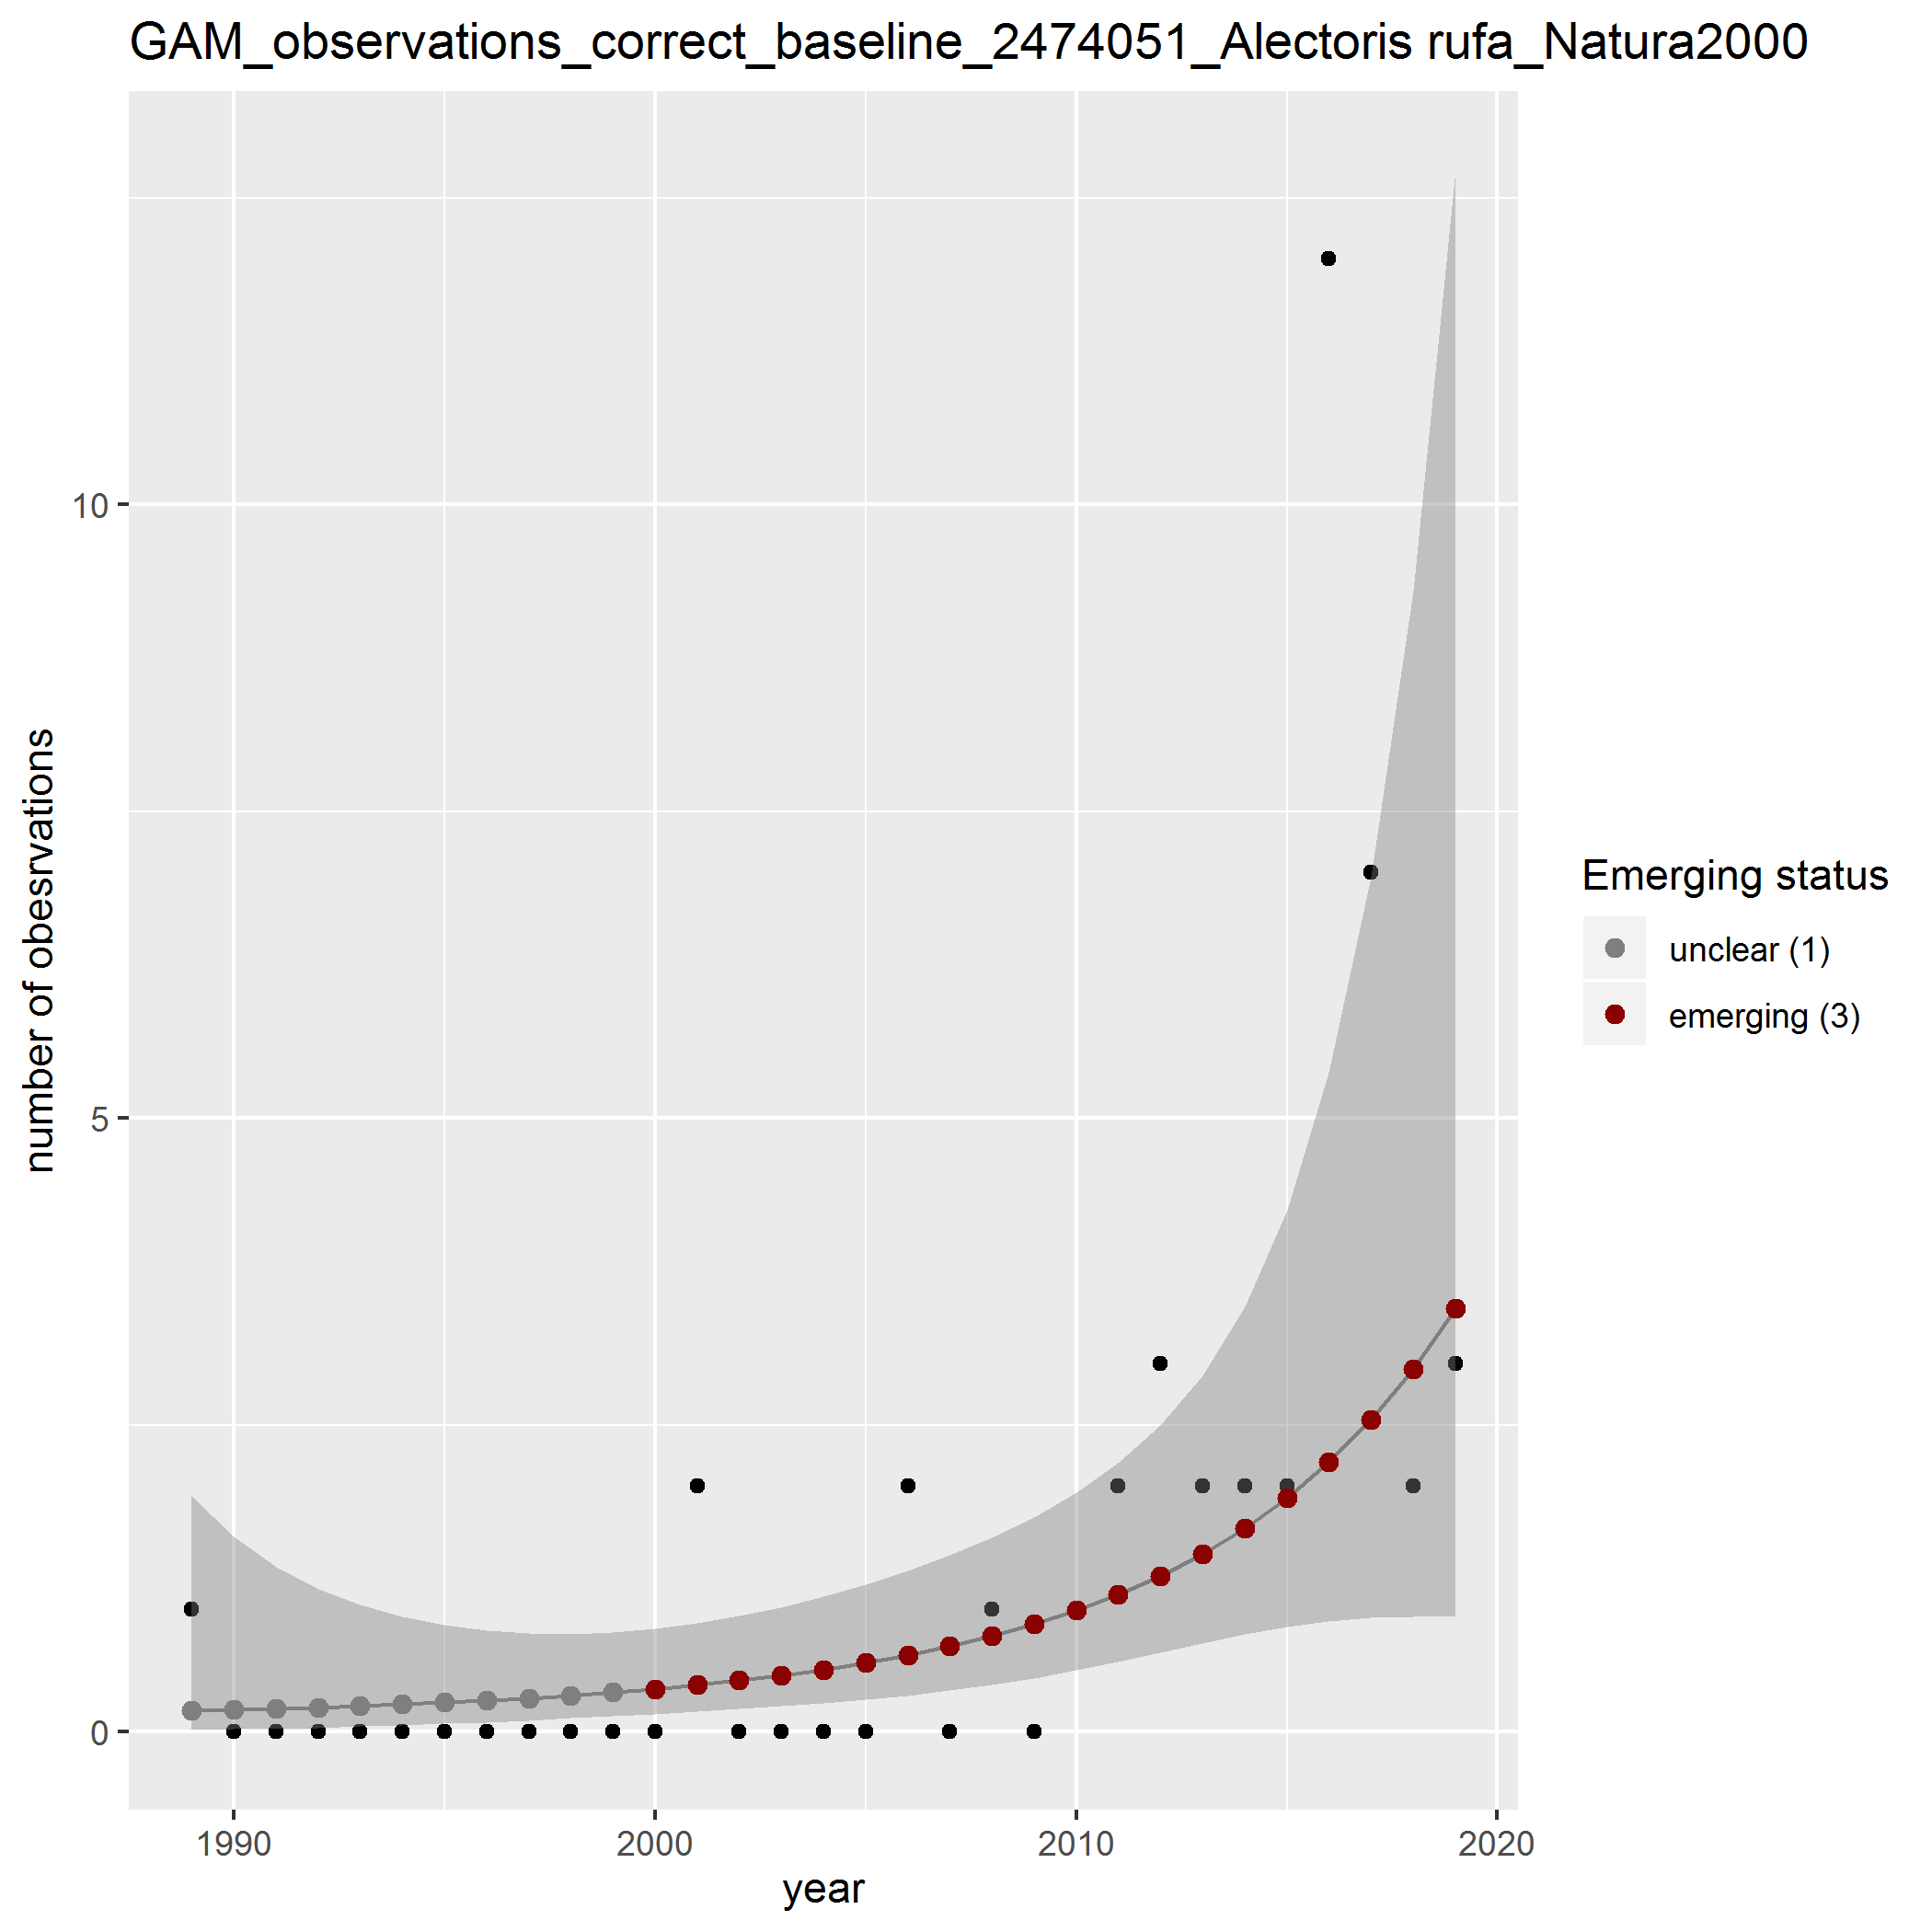 GAM_observations_correct_baseline_2474051_Alectoris rufa_Natura2000
number of obesrvations
10
5
0
1990
2000
2010
2020
year
Emerging status
unclear (1)
emerging (3)